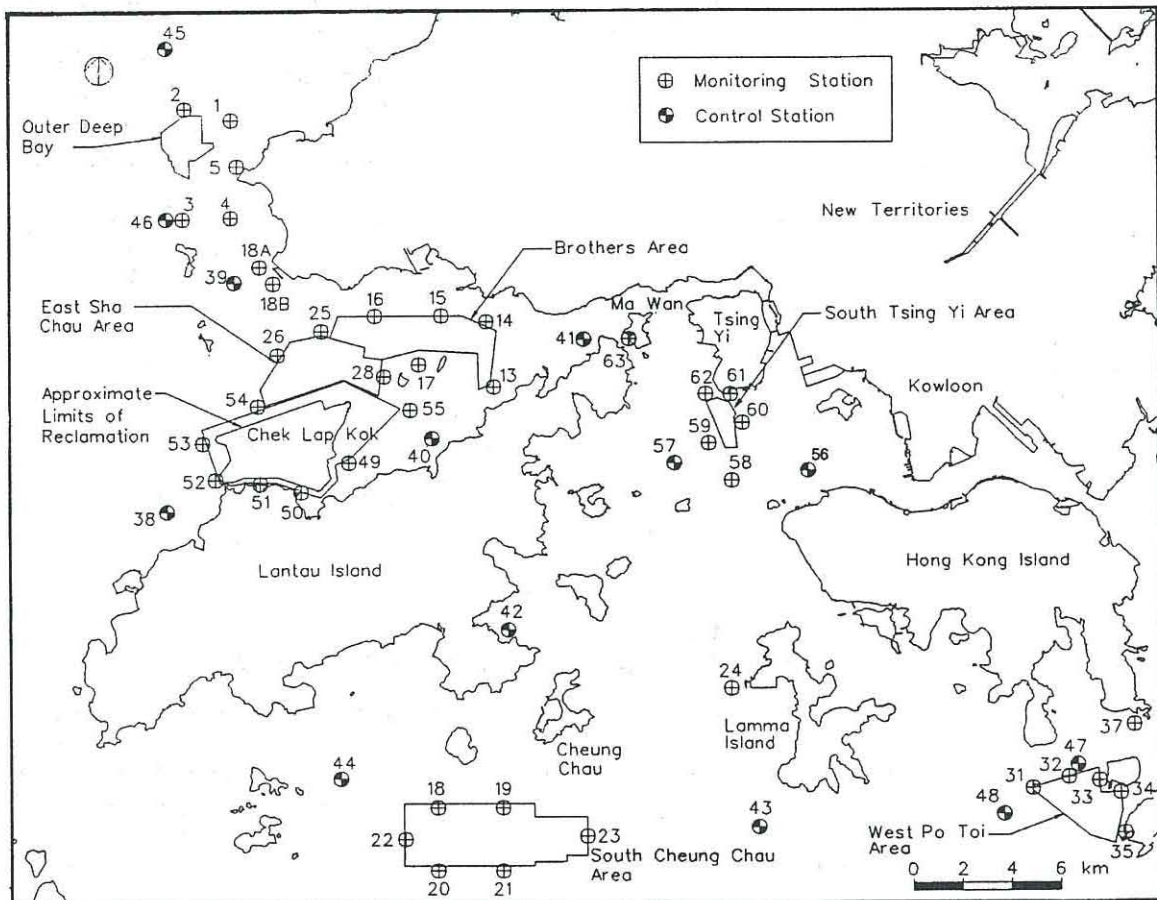 45
Monitoring Station
Control Station
2
1
Outer Deep
Bay
5
New Territories
46
3
4
18A
39
18B
Brothers Area
East Sha
Chau Area
25
16
15
14
Ma Wan
41
63
Tsing
Yi
South Tsing Yi Area
26
28
17
13
62
61
Kowloon
Approximate
Limits of
Reclamation
54
55
60
53
Chek Lap Kok
40
59
57
56
49
58
52
51
50
38
Lantau Island
Hong Kong Island
42
24
Lamma
Island
37
Cheung
Chau
44
47
32
31
33
34
18
19
43
48
22
23
West Po Toi
Area
35
South Cheung Chau
Area
20
21
0 2 4 6 km